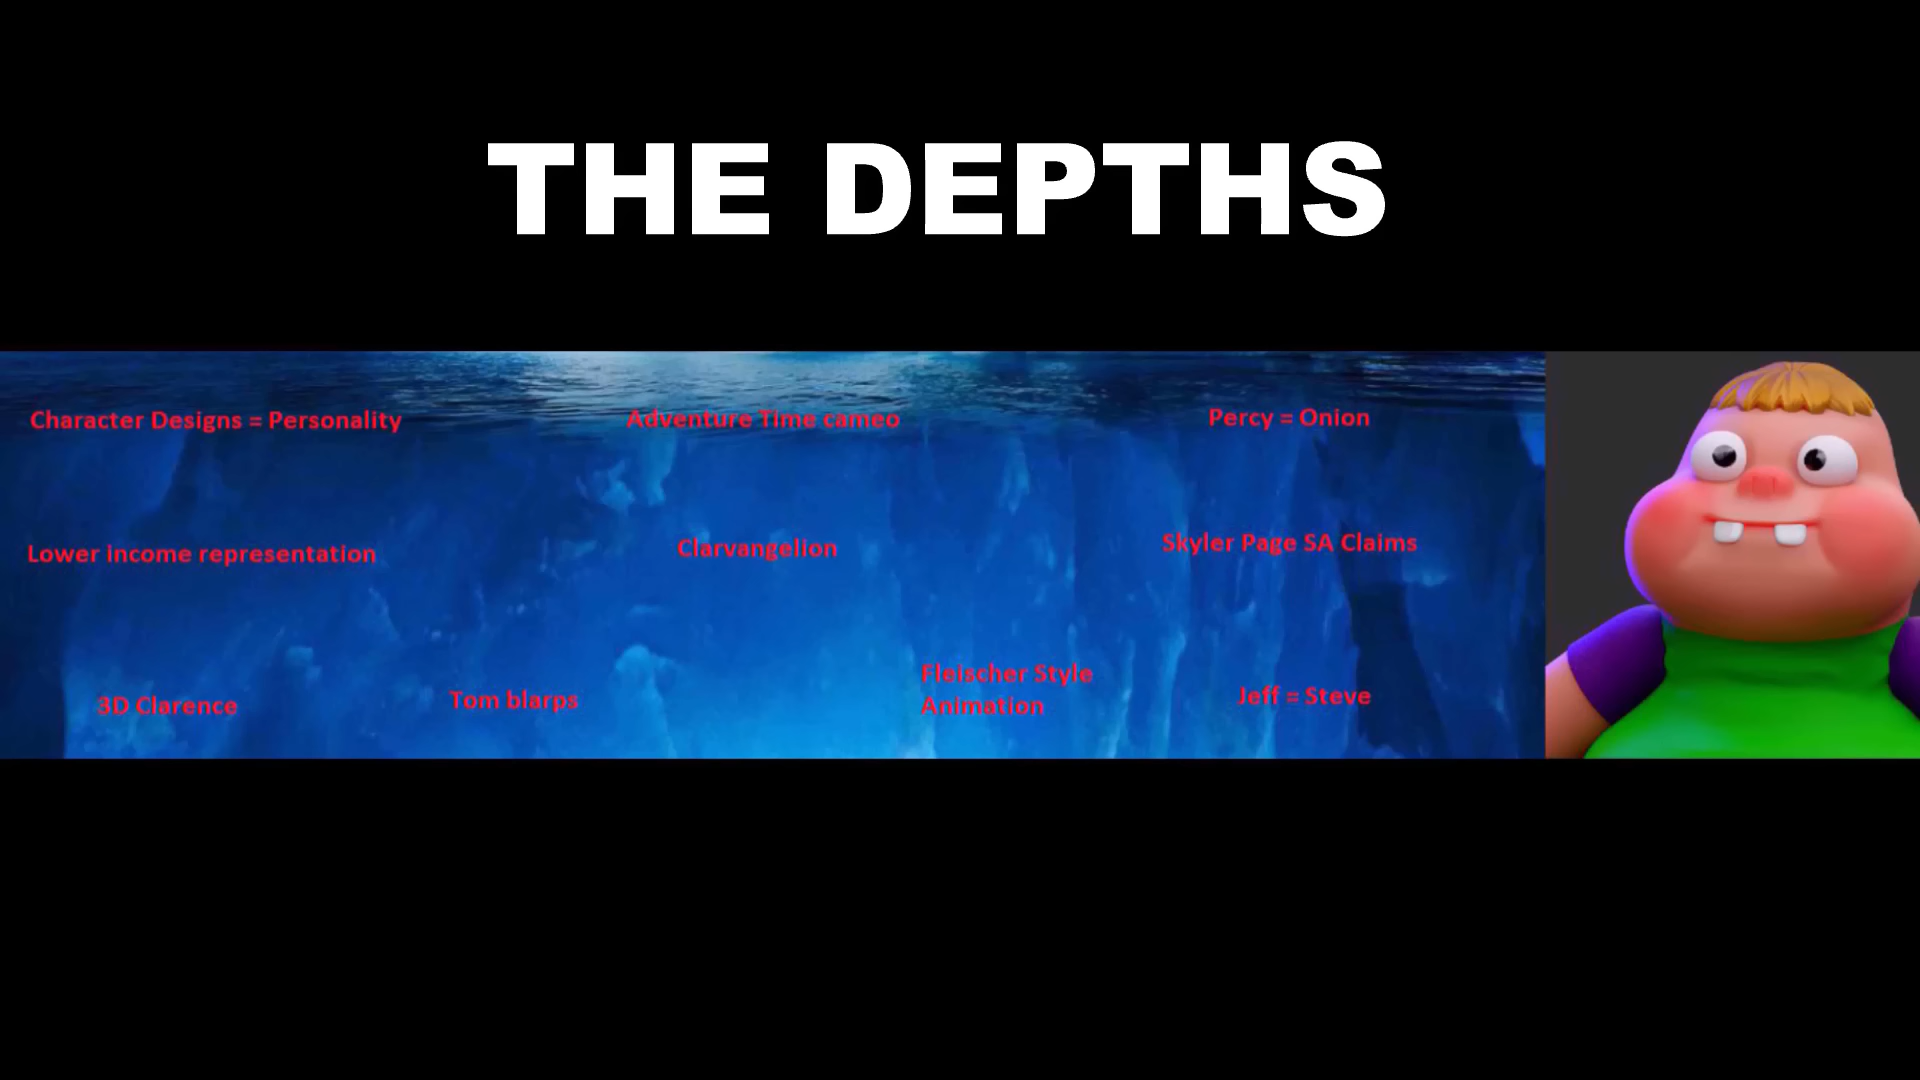 THE DEPTHS
Character Designs = Personality
Adventure Time cameo
Percy = Onion
Lower income representation
Clarvangelion
Skyler Page SA Claims
3D Clarence
Tom blarps
Fleischer Style
Animation
Jeff = Steve